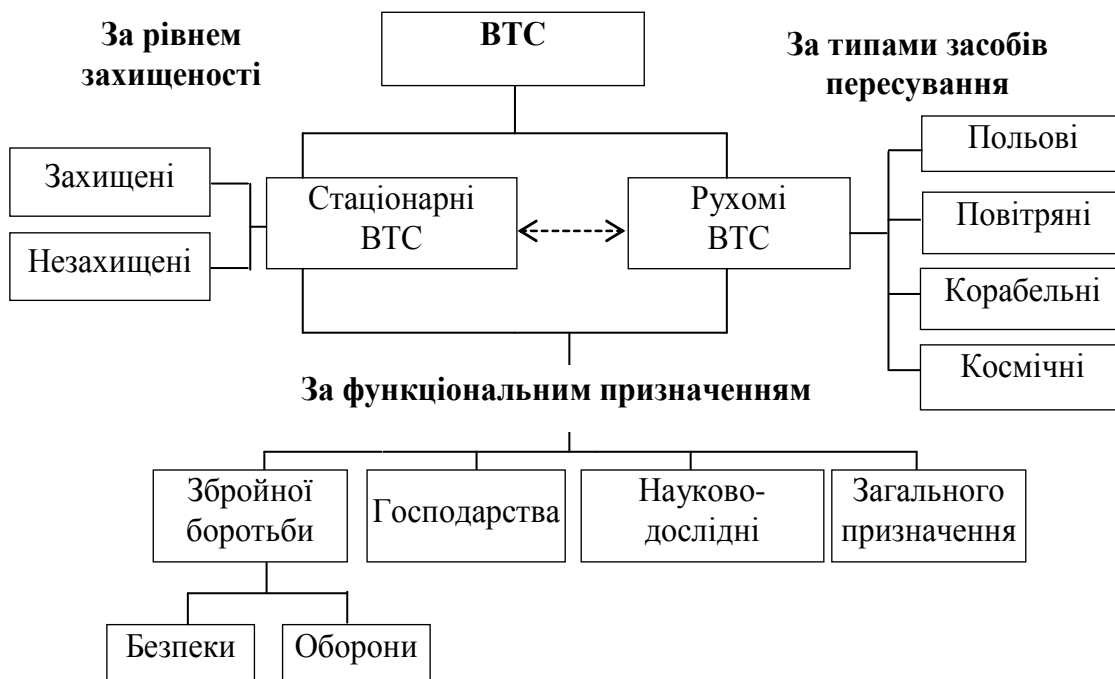 ВТС
За рівнем
захищеності
За типами засобів
пересування
Захищені
Незахищені
Стаціонарні
ВТС
Рухомі
ВТС
Польові
Повітряні
Корабельні
Космічні
За функціональним призначенням
Збройної
боротьби
Господарства
Науково-
дослідні
Загального
призначення
Безпеки
Оборони